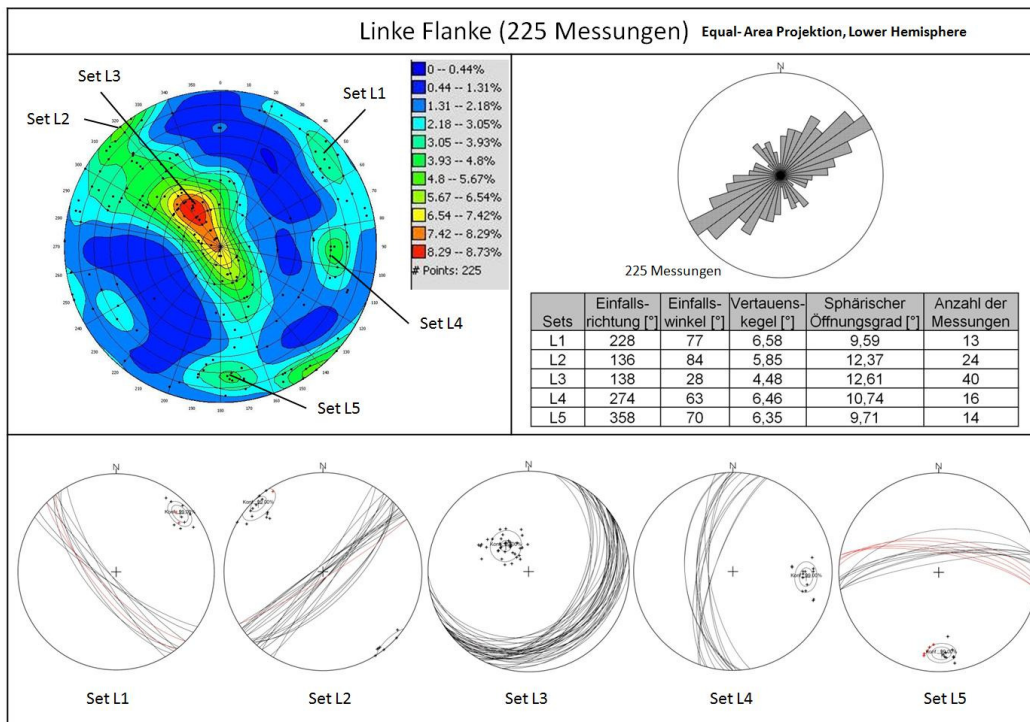 Linke Flanke (225 Messungen) Equal- Area Projektion, Lower Hemisphere
Set L3
Set L2
Set L1
Set L4
Set L5
0 -- 0.44%
0.44 -- 1.31%
1.31 -- 2.18%
2.18 -- 3.05%
3.05 -- 3.93%
3.93 -- 4.8%
4.8 -- 5.67%
5.67 -- 6.54%
6.54 -- 7.42%
7.42 -- 8.29%
8.29 -- 8.73%
# Points: 225
N
225 Messungen
Sets Einfalls-richtung [°] Einfalls-winkel [°] Vertauens-kegel [°] Sphärischer Öffnungsgrad [°] Anzahl der Messungen
L1 228 77 6,58 9,59 13
L2 136 84 5,85 12,37 24
L3 138 28 4,48 12,61 40
L4 274 63 6,46 10,74 16
L5 358 70 6,35 9,71 14
N N N N N
Set L1 Set L2 Set L3 Set L4 Set L5